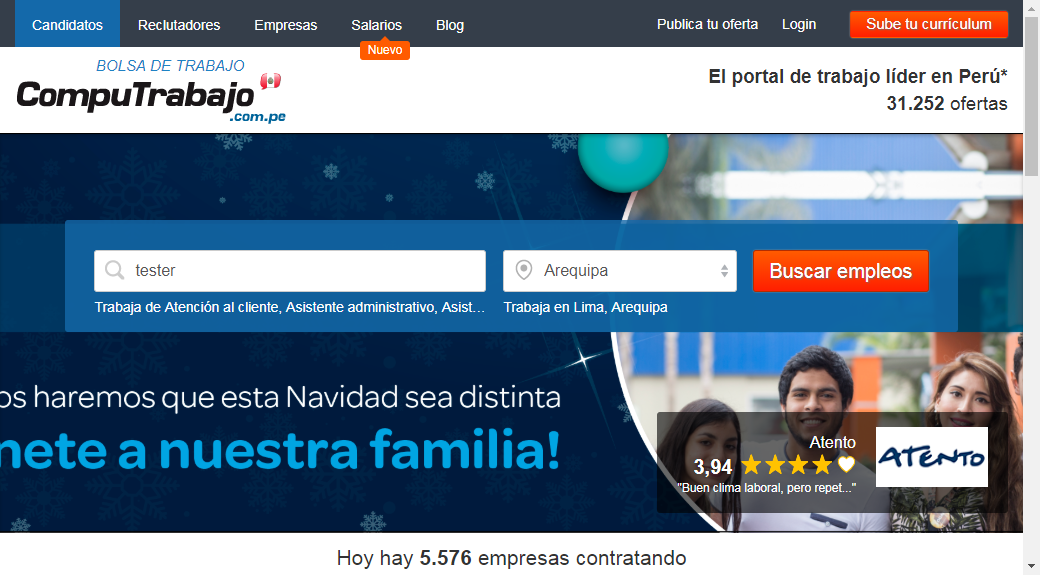 Candidatos Reclutadores Empresas Salarios Blog Publica tu oferta Login Sube tu currículum
Nuevo
BOLSA DE TRABAJO
CompuTrabajo
.com.pe
El portal de trabajo líder en Perú*
31.252 ofertas
tester Arequipa Buscar empleos
Trabaja de Atención al cliente, Asistente administrativo, Asist... Trabaja en Lima, Arequipa
os haremos que esta Navidad sea distinta
nete a nuestra familia!
Atento
3,94
"Buen clima laboral, pero repet..."
ATENTO
Hoy hay 5.576 empresas contratando